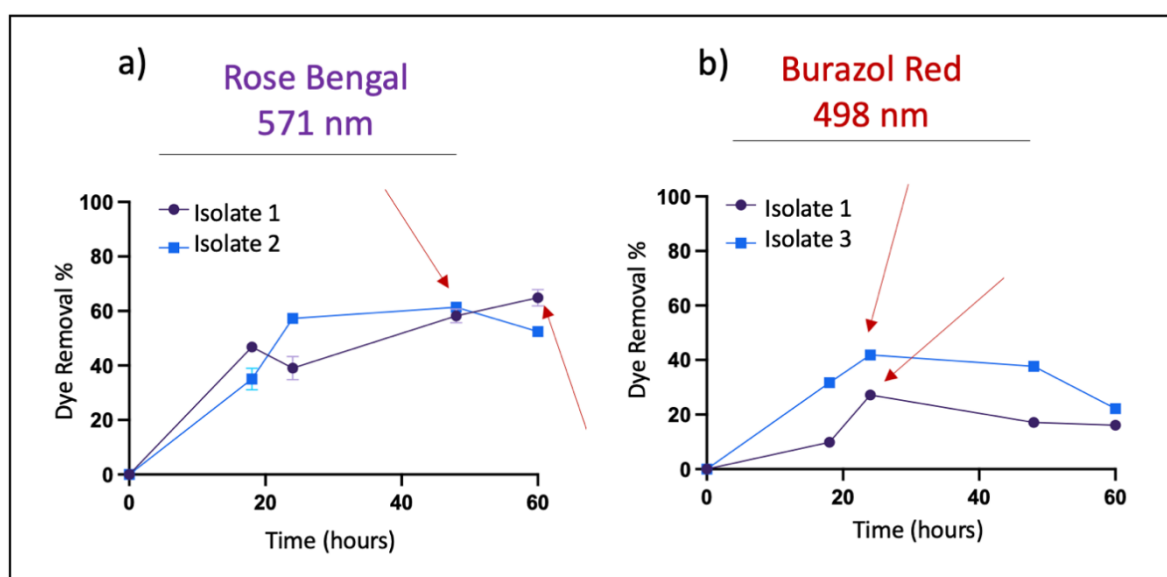 a)
Rose Bengal
571 nm
Isolate 1
Isolate 2
Dye Removal %
100
80
60
40
20
0
0 20 40 60
Time (hours)
b)
Burazol Red
498 nm
Isolate 1
Isolate 3
Dye Removal %
100
80
60
40
20
0
0 20 40 60
Time (hours)